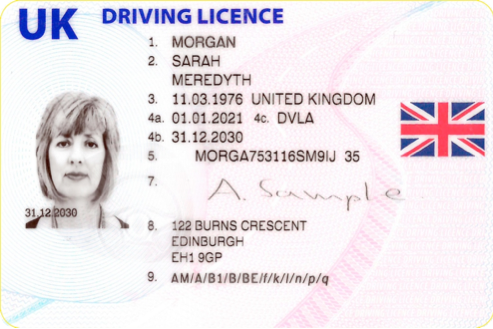 UK DRIVING LICENCE
1. MORGAN
2. SARAH
MEREDYTH
3. 11.03.1976 UNITED KINGDOM
4a. 01.01.2021 4c. DVLA
4b. 31.12.2030
5. MORGA753116SM9IJ 35
7. A. Sample
31.12.2030
8. 122 BURNS CRESCENT
EDINBURGH
EH1 9GP
9. AM/A/B1/B/BE/f/k/l/n/p/q